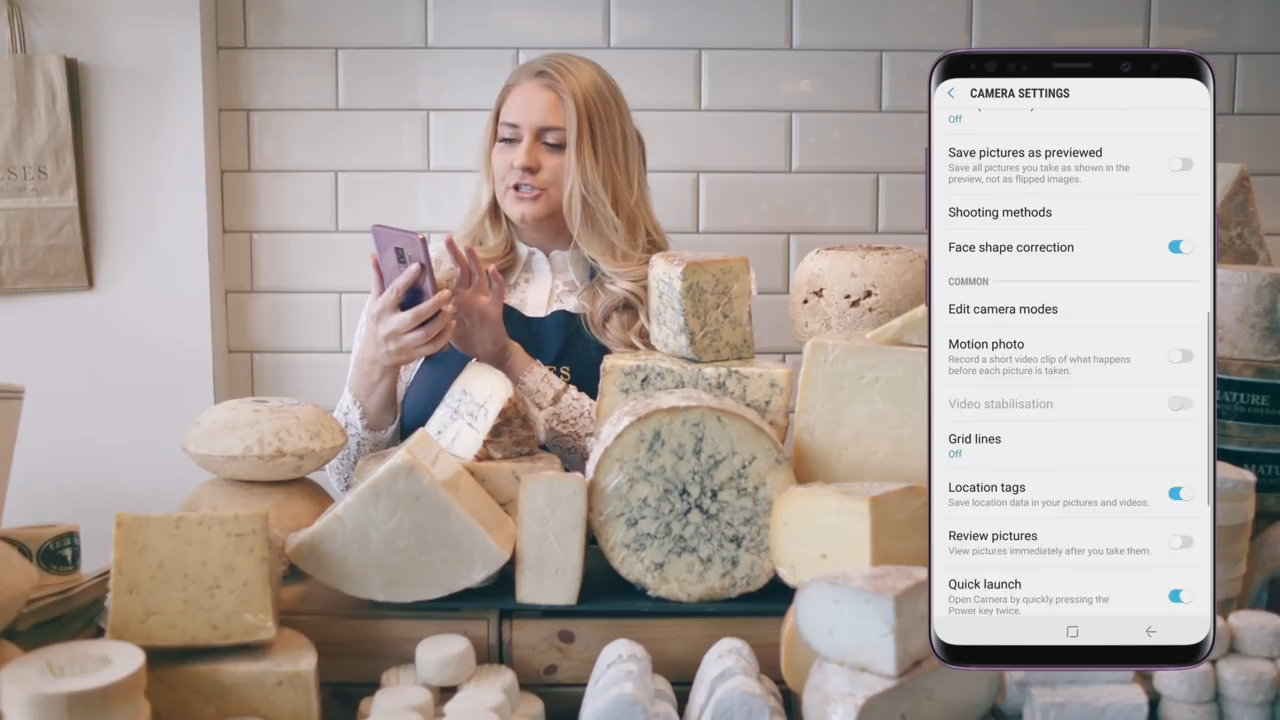 CAMERA SETTINGS
Off
Save pictures as previewed
Save all pictures you take as shown in the
preview, not as flipped images.
Shooting methods
Face shape correction
COMMON
Edit camera modes
Motion photo
Record a short video clip of what happens
before each picture is taken.
Video stabilisation
Grid lines
Off
Location tags
Save location data in your pictures and videos.
Review pictures
View pictures immediately after you take them.
Quick launch
Open Camera by quickly pressing the
Power key twice.